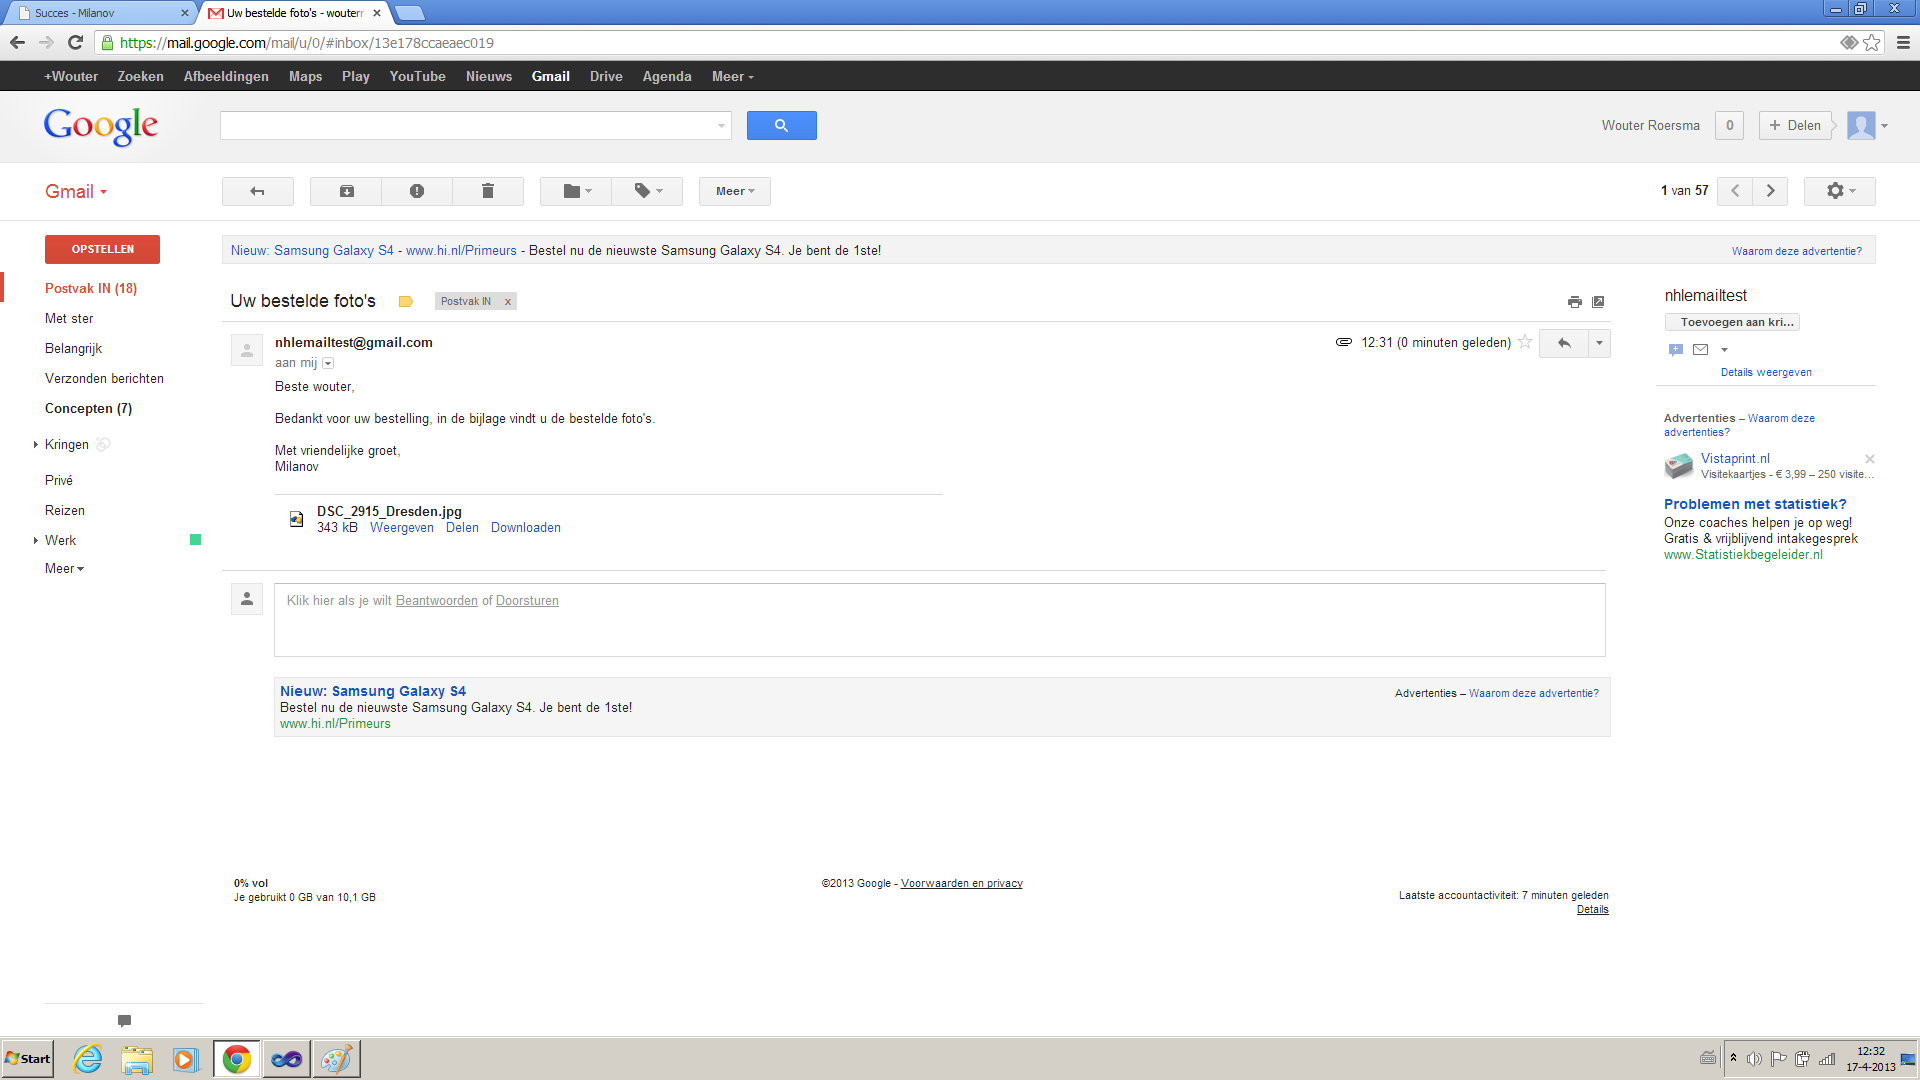 Succes - Milanov
Uw bestelde foto's - wouterr
https://mail.google.com/mail/u/0/#inbox/13e178ccaeaec019
+Wouter Zoeken Afbeeldingen Maps Play YouTube Nieuws Gmail Drive Agenda Meer
Google
Wouter Roersma 0 + Delen
Gmail
Meer
1 van 57
OPSTELLEN
Postvak IN (18)
Met ster
Belangrijk
Verzonden berichten
Concepten (7)
Kringen
Privé
Reizen
Werk
Meer
Nieuw: Samsung Galaxy S4 - www.hi.nl/Primeurs - Bestel nu de nieuwste Samsung Galaxy S4. Je bent de 1ste!
Waarom deze advertentie?
Uw bestelde foto's
Postvak IN x
nhlemailtest@gmail.com
12:31 (0 minuten geleden)
aan mij
Beste wouter,
Bedankt voor uw bestelling, in de bijlage vindt u de bestelde foto's.
Met vriendelijke groet,
Milanov
DSC_2915_Dresden.jpg
343 kB Weergeven Delen Downloaden
Klik hier als je wilt Beantwoorden of Doorsturen
Nieuw: Samsung Galaxy S4
Advertenties – Waarom deze advertentie?
Bestel nu de nieuwste Samsung Galaxy S4. Je bent de 1ste!
www.hi.nl/Primeurs
nhlemailtest
Toevoegen aan kri...
Details weergeven
Advertenties – Waarom deze
advertenties?
Vistaprint.nl
Visitekaartjes - € 3,99 – 250 visite...
Problemen met statistiek?
Onze coaches helpen je op weg!
Gratis & vrijblijvend intakegesprek
www.Statistiekbegeleider.nl
0% vol
Je gebruikt 0 GB van 10,1 GB
©2013 Google - Voorwaarden en privacy
Laatste accountactiviteit: 7 minuten geleden
Details
Start
12:32
17-4-2013